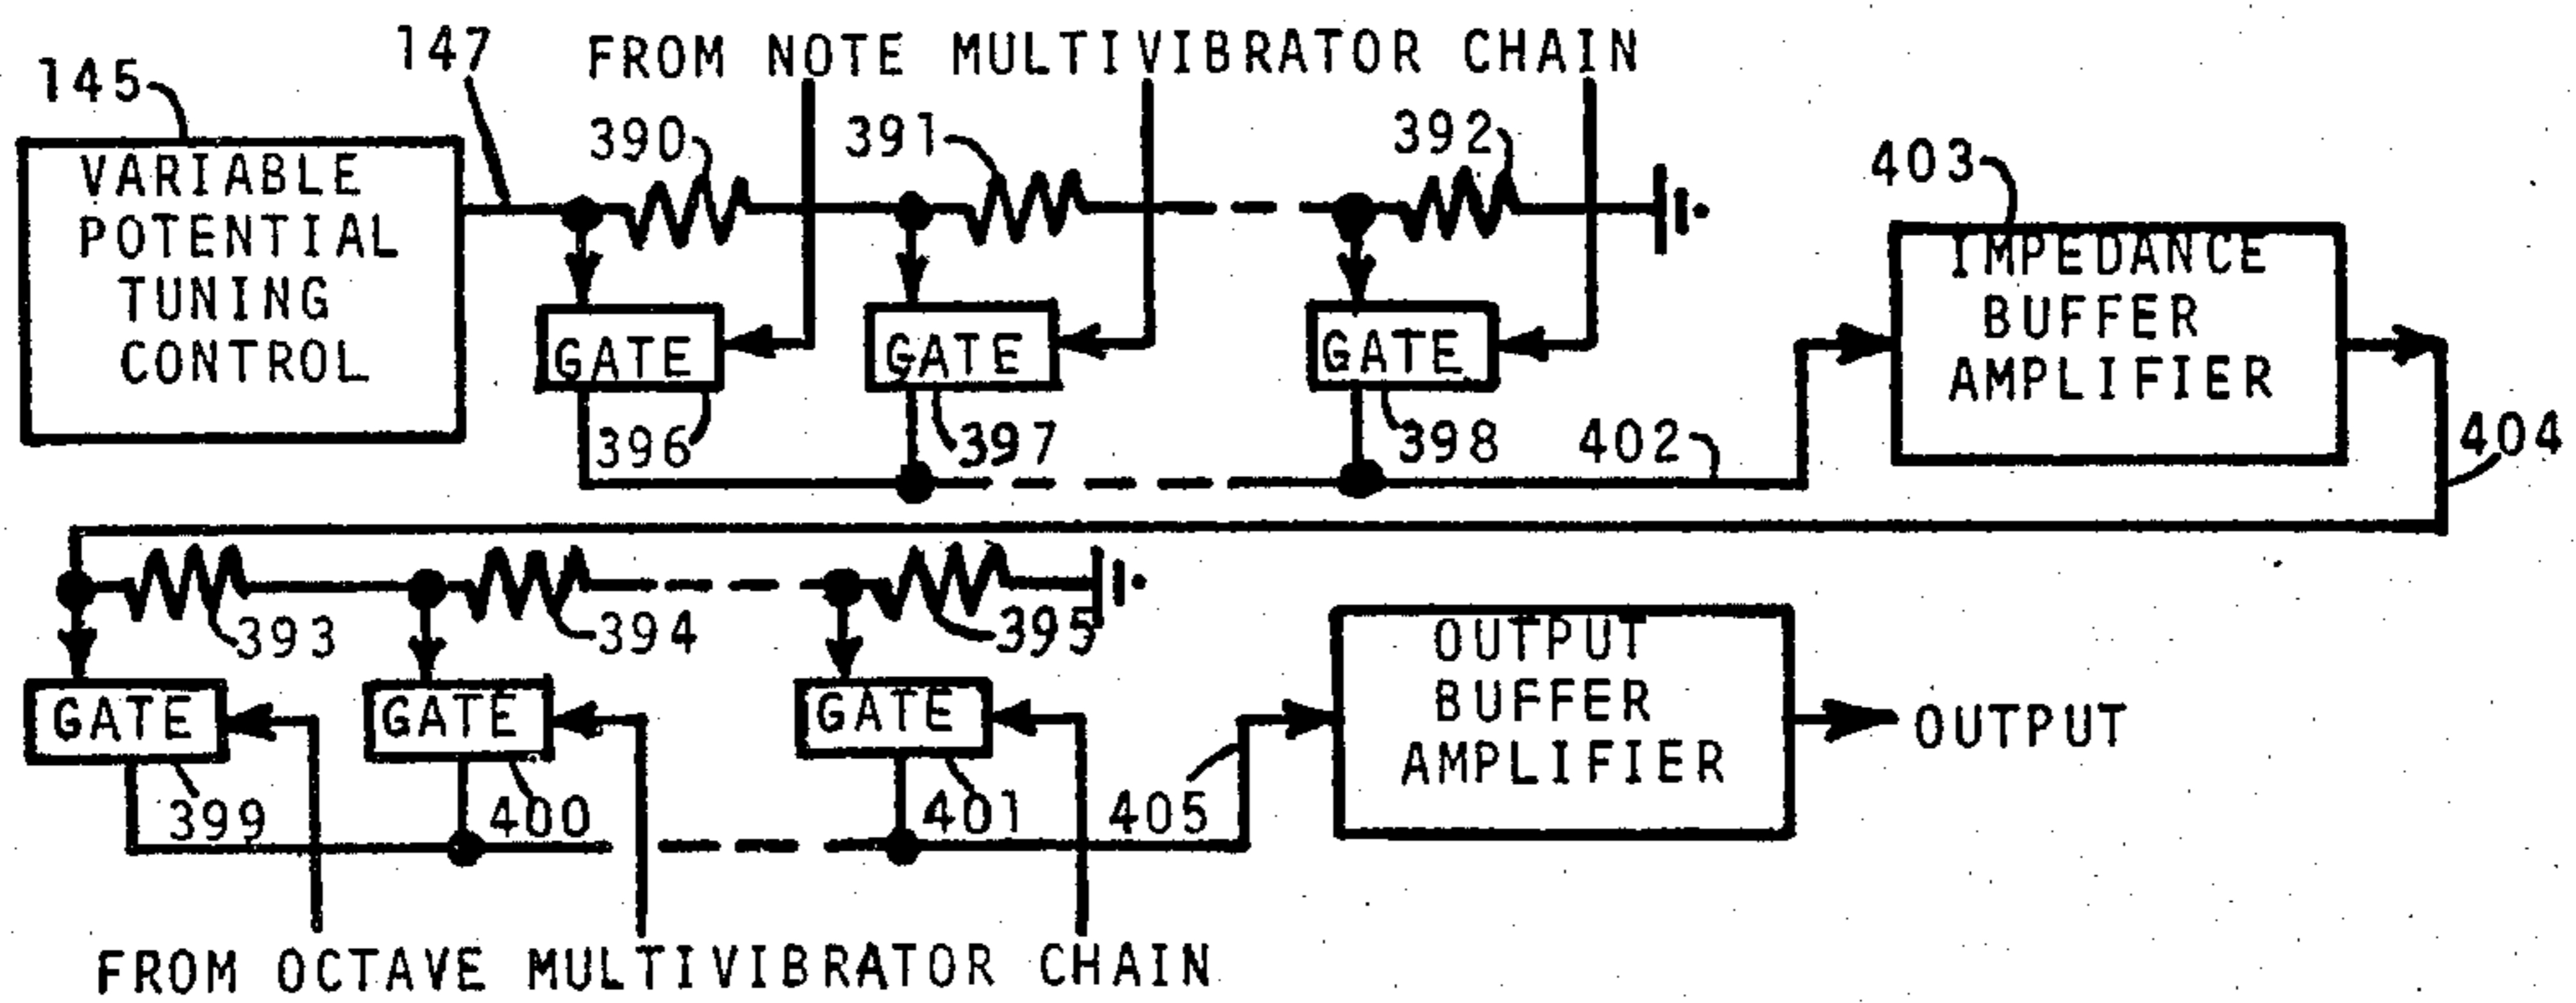 147
FROM NOTE MULTIVIBRATOR CHAIN
145
390
391
392
403
VARIABLE
POTENTIAL
TUNING
CONTROL
IMPEDANCE
BUFFER
AMPLIFIER
GATE
GATE
GATE
396
397
398
402
404
393
394
395
GATE
GATE
GATE
OUTPUT
BUFFER
AMPLIFIER
OUTPUT
399
400
401
405
FROM OCTAVE MULTIVIBRATOR CHAIN